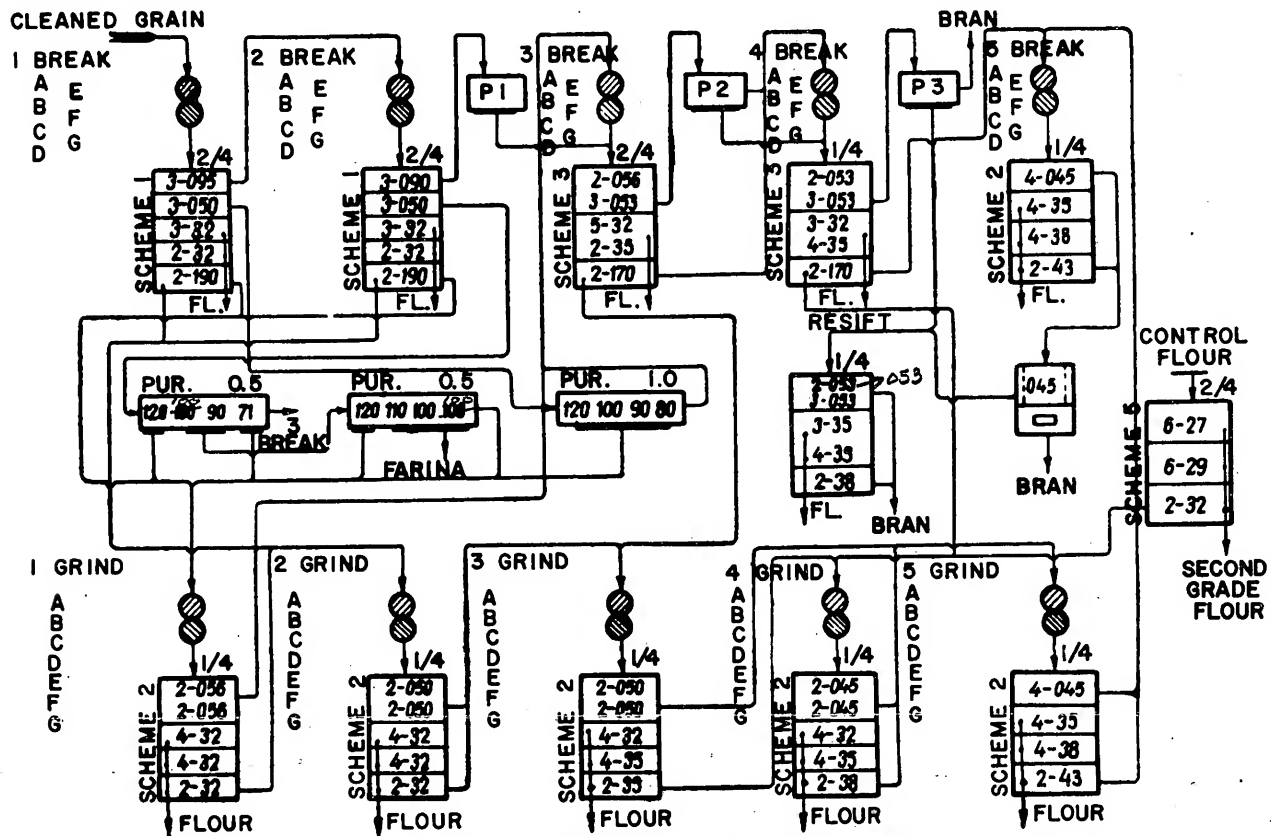 CLEANED GRAIN
1 BREAK
A
B
C
D
E
F
G
2/4
SCHEME 1
3-095
3-050
3-32
2-32
2-190
FL.
2 BREAK
A
B
C
D
E
F
G
2/4
SCHEME 1
3-090
3-050
3-32
2-32
2-190
FL.
P1
3 BREAK
A
B
C
D
E
F
G
2/4
SCHEME 3
2-056
3-053
5-32
2-35
2-170
FL.
P2
4 BREAK
A
B
C
D
E
F
G
1/4
SCHEME 3
2-053
3-053
3-32
4-35
2-170
FL.
P3
BRAN
5 BREAK
A
B
C
D
E
F
G
1/4
SCHEME 2
4-045
4-35
4-38
2-43
FL.
PUR. 0.5
120 90 71
3
BREAK
PUR. 0.5
120 110 100
FARINA
PUR. 1.0
120 100 90 80
RESIFT
1/4
2-053 053
3-053
3-35
4-35
2-38
FL.
BRAN
.045
BRAN
CONTROL
FLOUR
2/4
SCHEME 5
6-27
6-29
2-32
SECOND
GRADE
FLOUR
1 GRIND
A
B
C
D
E
F
G
1/4
SCHEME 2
2-056
2-056
4-32
4-32
2-32
FLOUR
2 GRIND
A
B
C
D
E
F
G
1/4
SCHEME 2
2-050
2-050
4-32
4-32
2-32
FLOUR
3 GRIND
A
B
C
D
E
F
G
1/4
SCHEME 2
2-050
2-050
4-32
4-35
2-35
FLOUR
4 GRIND
A
B
C
D
E
F
G
1/4
SCHEME 2
2-045
2-045
4-32
4-35
2-38
FLOUR
5 GRIND
A
B
C
D
E
F
G
1/4
SCHEME 2
4-045
4-35
4-38
2-43
FLOUR